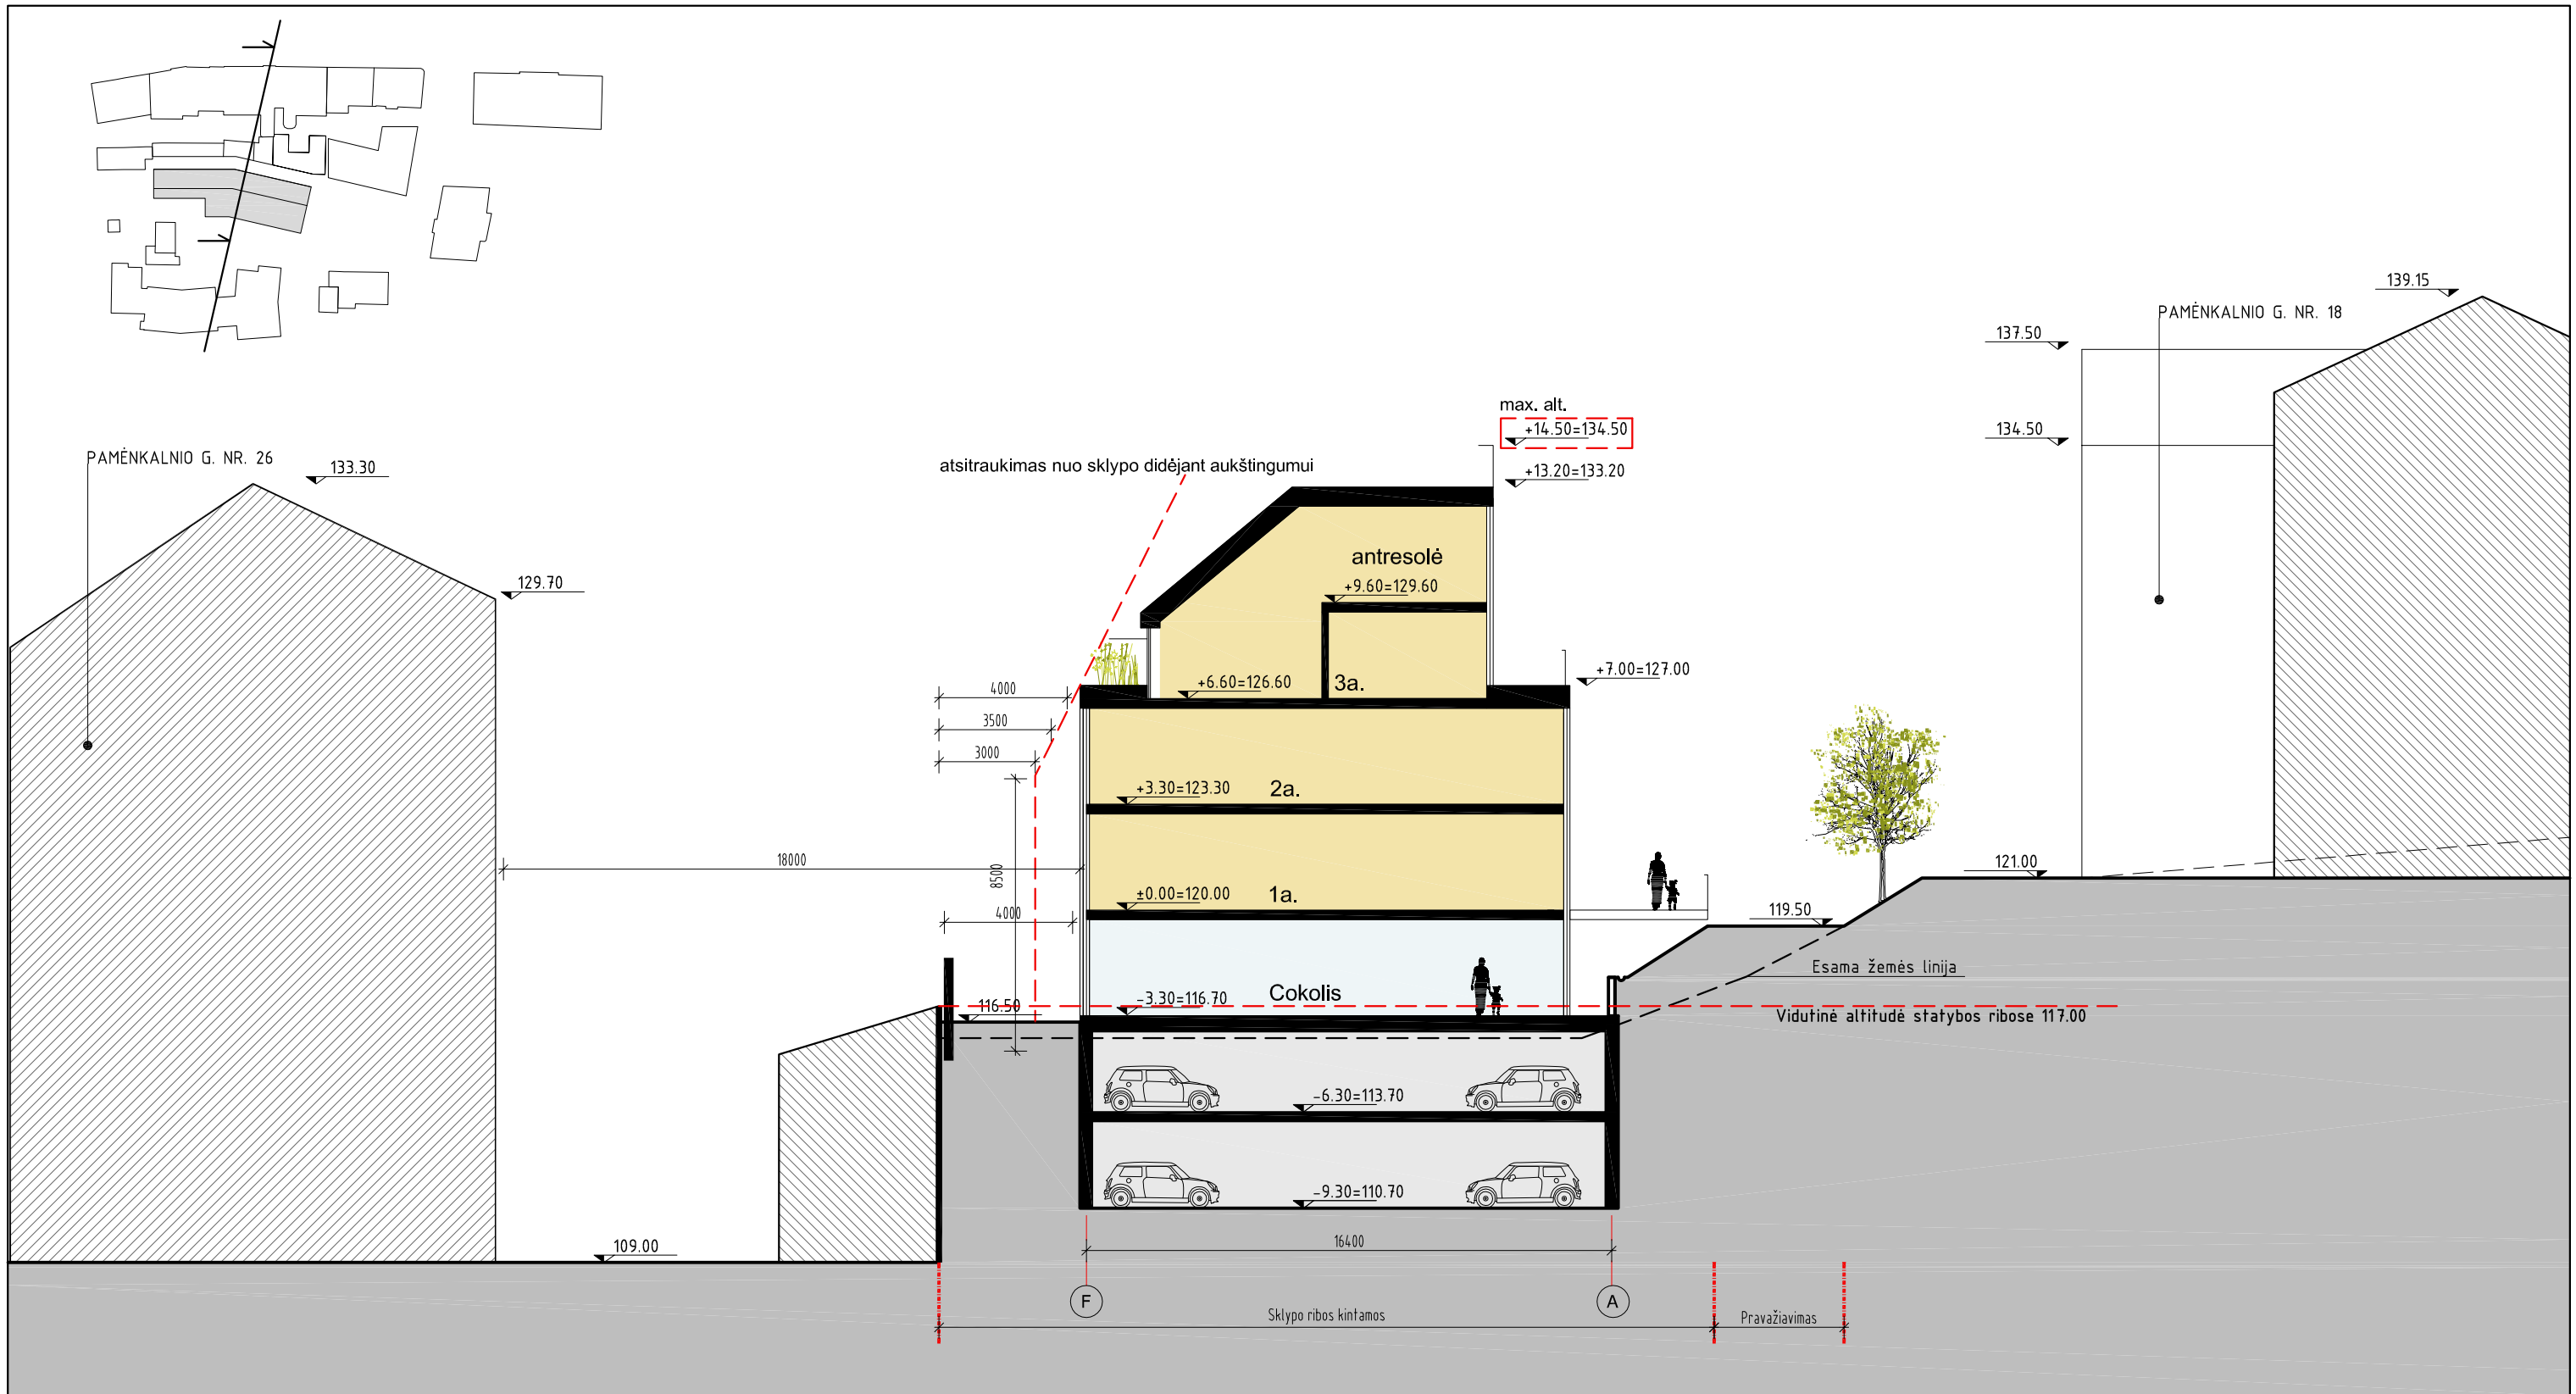 139.15
PAMĖNKALNIO G. NR. 18
137.50
max. alt.
+14.50=134.50
134.50
PAMĖNKALNIO G. NR. 26
133.30
atsitraukimas nuo sklypo didėjant aukštingumui
+13.20=133.20
antresolė
129.70
+9.60=129.60
+7.00=127.00
4000
+6.60=126.60
3a.
3500
3000
+3.30=123.30
2a.
18000
8500
121.00
±0.00=120.00
1a.
4000
119.50
Esama žemės linija
116.50
-3.30=116.70
Cokolis
Vidutinė altitudė statybos ribose 117.00
-6.30=113.70
-9.30=110.70
109.00
16400
F
A
Sklypo ribos kintamos
Pravažiavimas